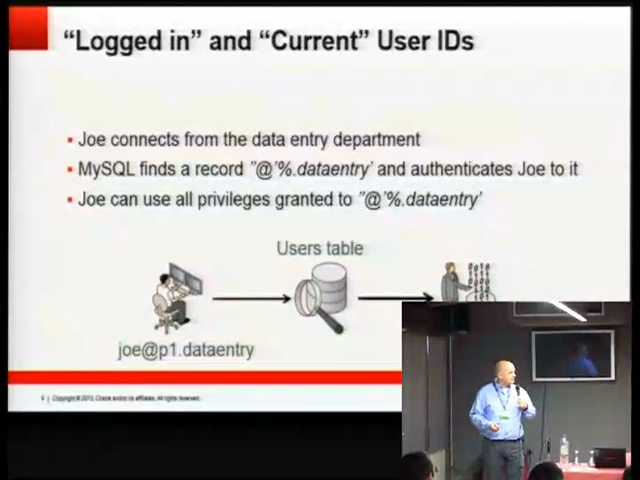 “Logged in” and “Current” User IDs
▪ Joe connects from the data entry department
▪ MySQL finds a record ''@'%.dataentry' and authenticates Joe to it
▪ Joe can use all privileges granted to ''@'%.dataentry'
Users table
joe@p1.dataentry
Copyright © 2013, Oracle and/or its affiliates. All rights reserved.